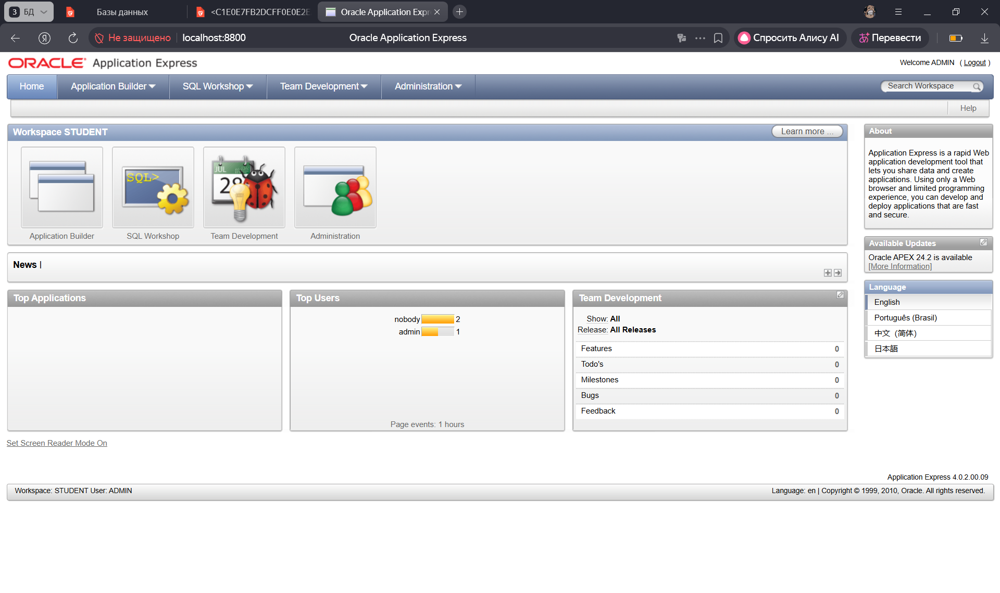 3 БД
Базы данных
<C1E0E7FB2DCFF0E0E2E
Oracle Application Expr
Не защищено
localhost:8800
Oracle Application Express
Спросить Алису AI
Перевести
ORACLE Application Express
Welcome ADMIN ( Logout )
Home
Application Builder
SQL Workshop
Team Development
Administration
Search Workspace
Help
Workspace STUDENT
Learn more ...
JUL
28
SQL>
Application Builder
SQL Workshop
Team Development
Administration
News |
Top Applications
Top Users
nobody 2
admin 1
Page events: 1 hours
Team Development
Show: All
Release: All Releases
Features 0
Todo's 0
Milestones 0
Bugs 0
Feedback 0
About
Application Express is a rapid Web
application development tool that
lets you share data and create
applications. Using only a Web
browser and limited programming
experience, you can develop and
deploy applications that are fast
and secure.
Available Updates
Oracle APEX 24.2 is available
[More Information]
Language
English
Português (Brasil)
中文（简体）
日本語
Set Screen Reader Mode On
Application Express 4.0.2.00.09
Workspace: STUDENT User: ADMIN
Language: en | Copyright © 1999, 2010, Oracle. All rights reserved.